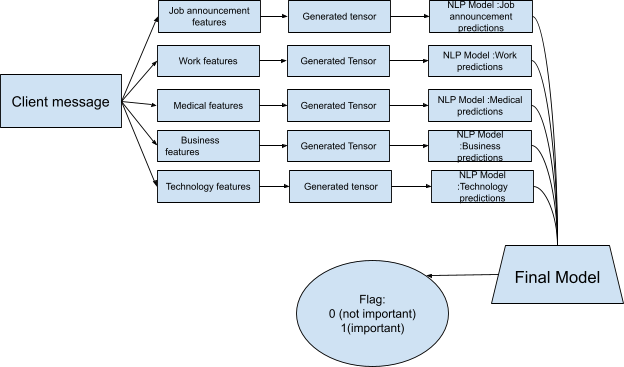 Job announcement
features
Generated tensor
NLP Model :Job
announcement
predictions
Work features
Generated Tensor
NLP Model :Work
predictions
Client message
Medical features
Generated Tensor
NLP Model :Medical
predictions
Business
features
Generated Tensor
NLP Model
:Business
predictions
Technology features
Generated tensor
NLP Model
:Technology
predictions
Final Model
Flag:
0 (not important)
1(important)